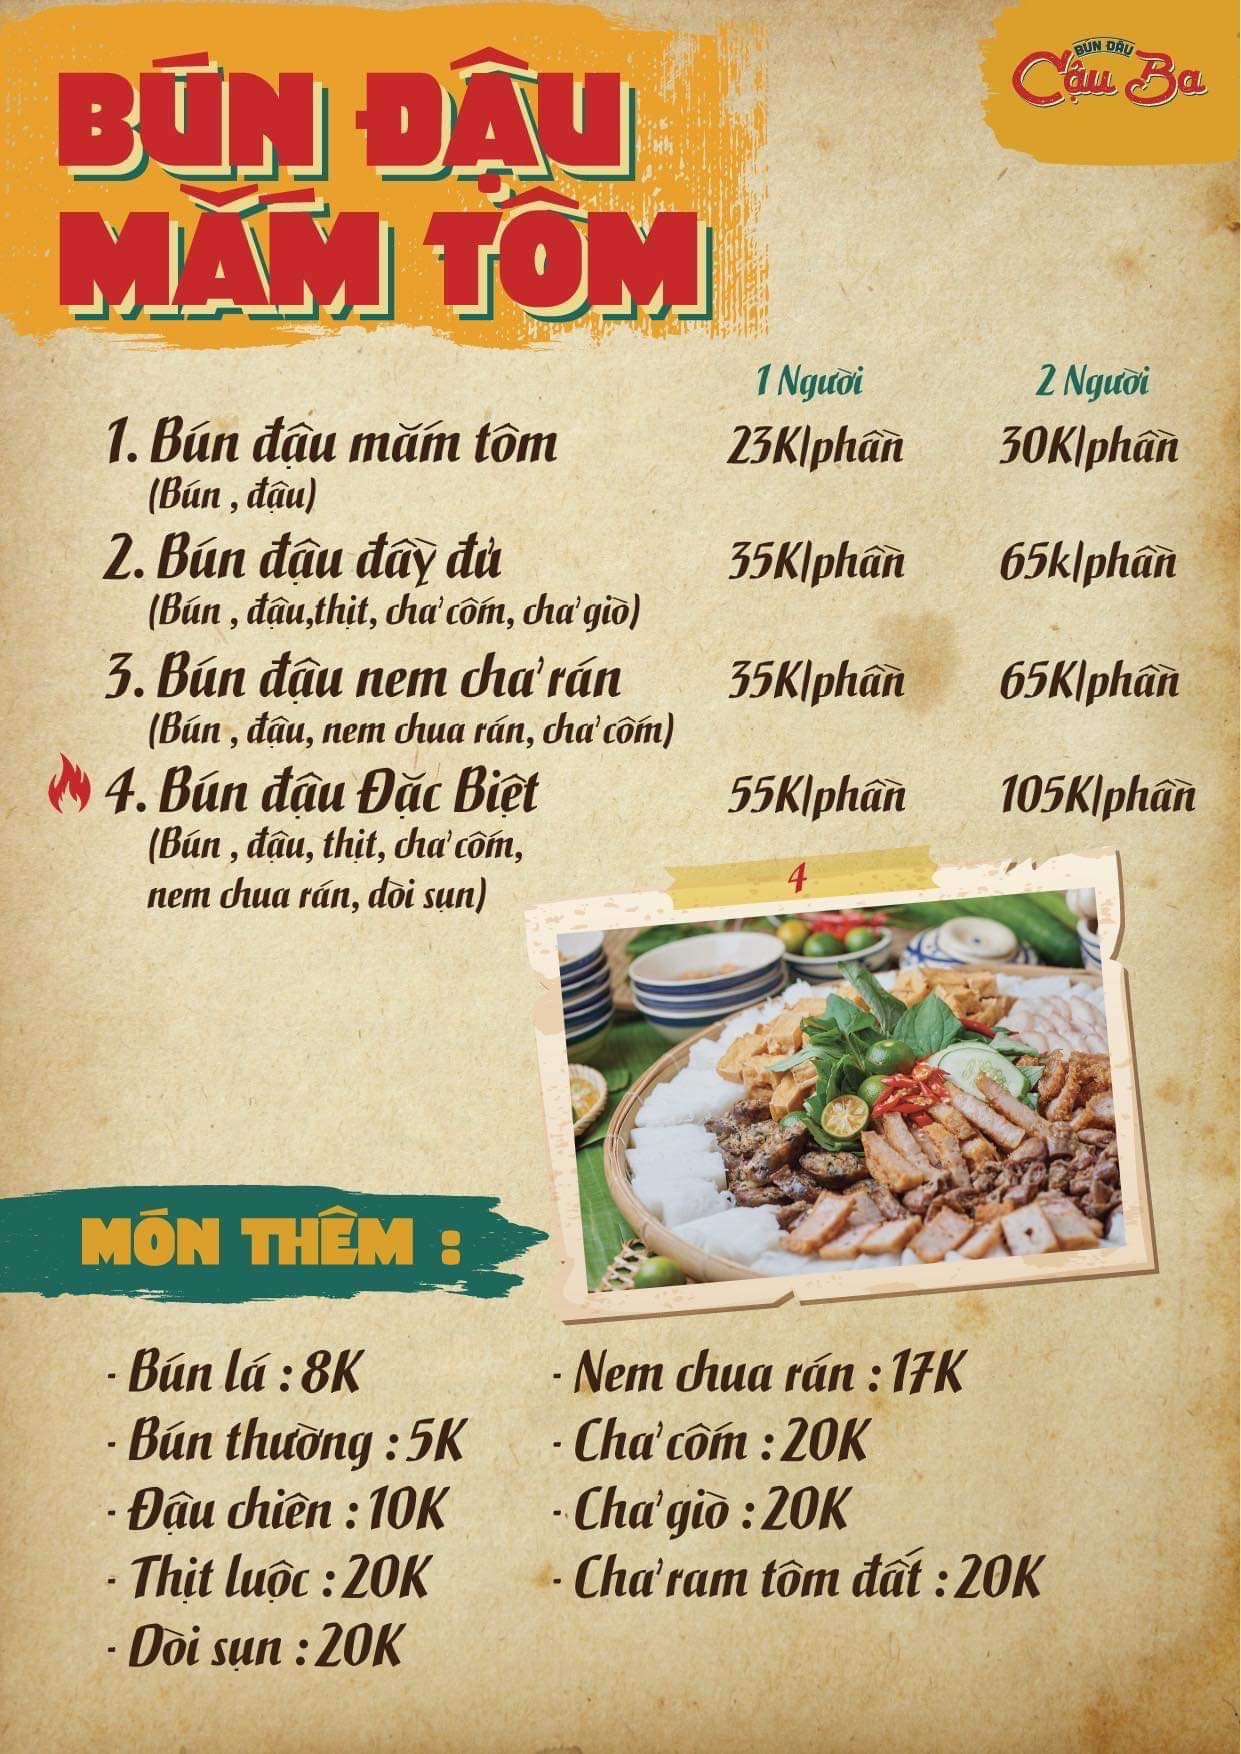 BÚN ĐẬU
Cậu Ba
BÚN ĐẬU
MẮM TÔM
1 Người 2 Người
1. Bún đậu mắm tôm 23K/phần 30K/phần
(Bún , đậu)
2. Bún đậu đầy đủ 35K/phần 65k/phần
(Bún , đậu,thịt, chả cốm, chả giò)
3. Bún đậu nem chả rán 35K/phần 65K/phần
(Bún , đậu, nem chua rán, chả cốm)
4. Bún đậu Đặc Biệt 55K/phần 105K/phần
(Bún , đậu, thịt, chả cốm,
nem chua rán, dồi sụn)
4
MÓN THÊM :
- Bún lá : 8K
- Bún thường : 5K
- Đậu chiên : 10K
- Thịt luộc : 20K
- Dồi sụn : 20K
- Nem chua rán : 17K
- Chả cốm : 20K
- Chả giò : 20K
- Chả ram tôm đất : 20K